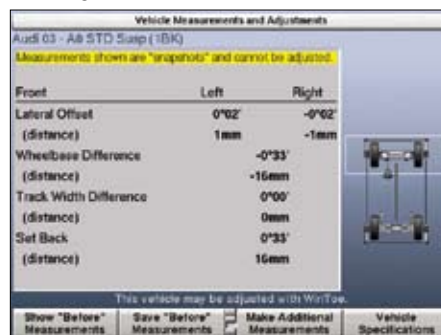 Vehicle Measurements and Adjustments
Audi 03 - A8 STD Susp (1BK)
Measurements shown are "snapshots" and cannot be adjusted.
Front Left Right
Lateral Offset 0°02' -0°02'
(distance) 1mm -1mm
Wheelbase Difference -0°33'
(distance) -16mm
Track Width Difference 0°00'
(distance) 0mm
Set Back 0°33'
(distance) 16mm
This vehicle may be adjusted with WinToe.
Show "Before" Measurements
Save "Before" Measurements
Make Additional Measurements
Vehicle Specifications